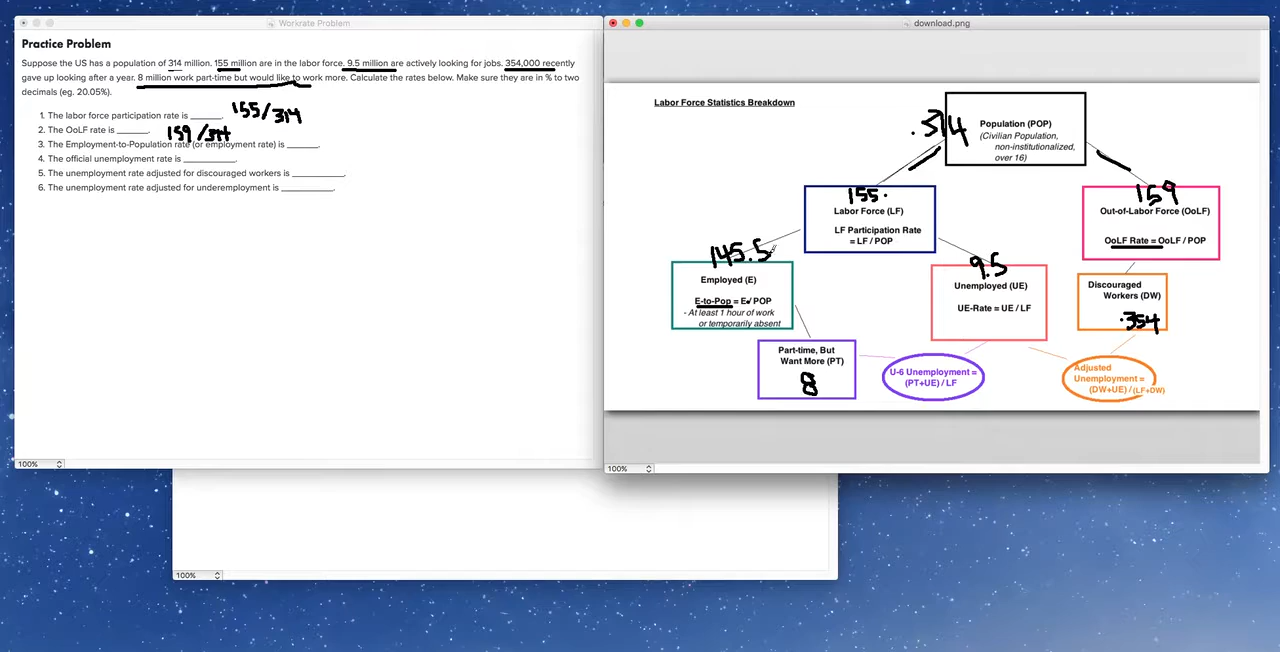 Workrate Problem
Practice Problem
Suppose the US has a population of 314 million. 155 million are in the labor force. 9.5 million are actively looking for jobs. 354,000 recently
gave up looking after a year. 8 million work part-time but would like to work more. Calculate the rates below. Make sure they are in % to two
decimals (eg. 20.05%).
1. The labor force participation rate is ______. 155/314
2. The OoLF rate is ______. 159/314
3. The Employment-to-Population rate (or employment rate) is ______.
4. The official unemployment rate is __________.
5. The unemployment rate adjusted for discouraged workers is __________.
6. The unemployment rate adjusted for underemployment is __________.
100%
100%
download.png
Labor Force Statistics Breakdown
.314
Population (POP)
(Civilian Population,
non-institutionalized,
over 16)
155.
Labor Force (LF)
LF Participation Rate
= LF / POP
159
Out-of-Labor Force (OoLF)
OoLF Rate = OoLF / POP
145.5
Employed (E)
E-to-Pop = E / POP
- At least 1 hour of work
or temporarily absent
9.5
Unemployed (UE)
UE-Rate = UE / LF
Discouraged
Workers (DW)
.354
Part-time, But
Want More (PT)
8
U-6 Unemployment =
(PT+UE) / LF
Adjusted
Unemployment =
(DW+UE) / (LF+DW)
100%